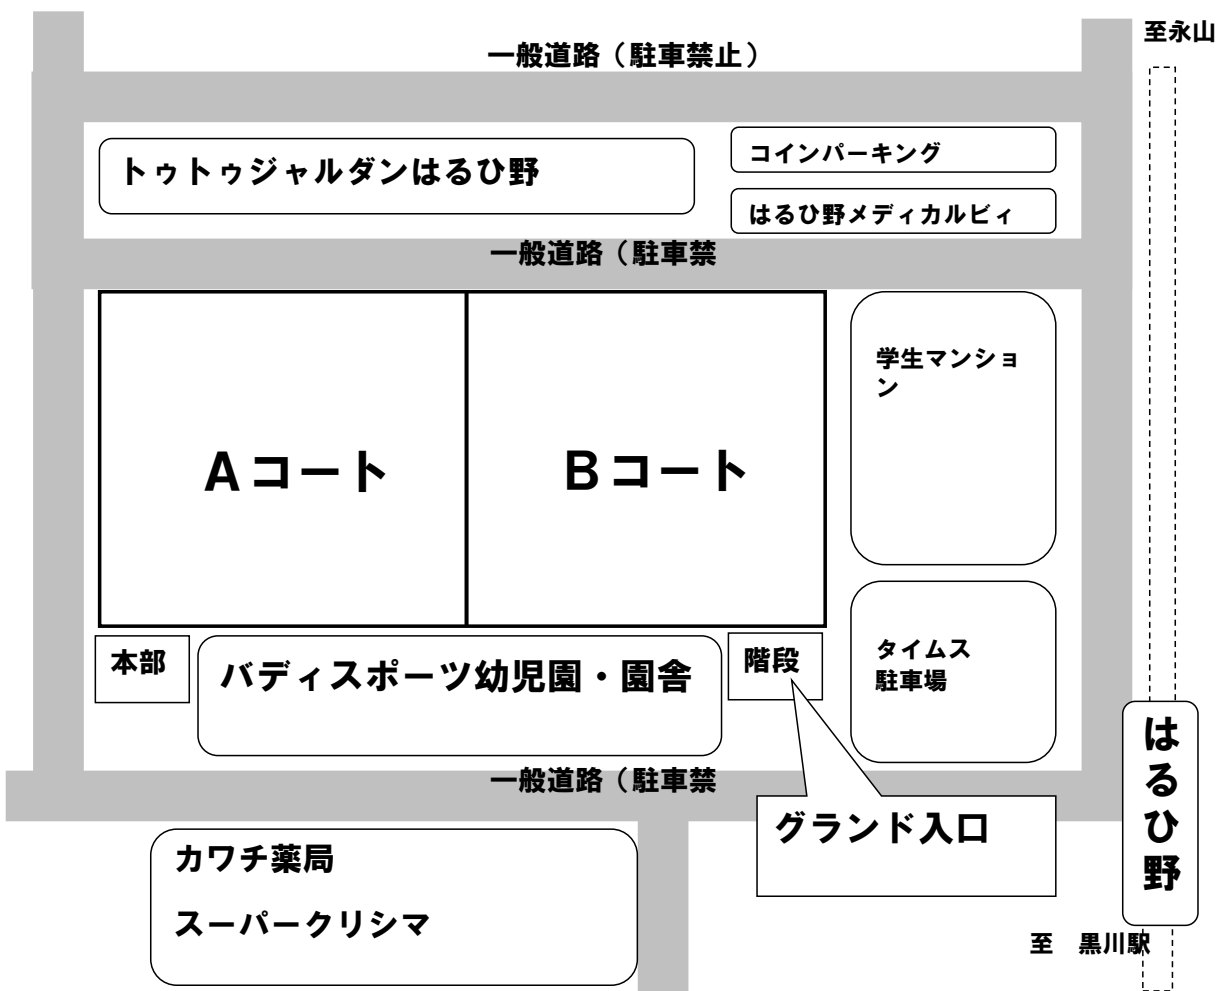 至永山
一般道路（駐車禁止）
トゥトゥジャルダンはるひ野
コインパーキング
はるひ野メディカルビィ
一般道路（駐車禁
学生マンショ
ン
Aコート
Bコート
本部
バディスポーツ幼児園・園舎
階段
タイムス
駐車場
はるひ野
一般道路（駐車禁
グランド入口
カワチ薬局
スーパークリシマ
至　黒川駅